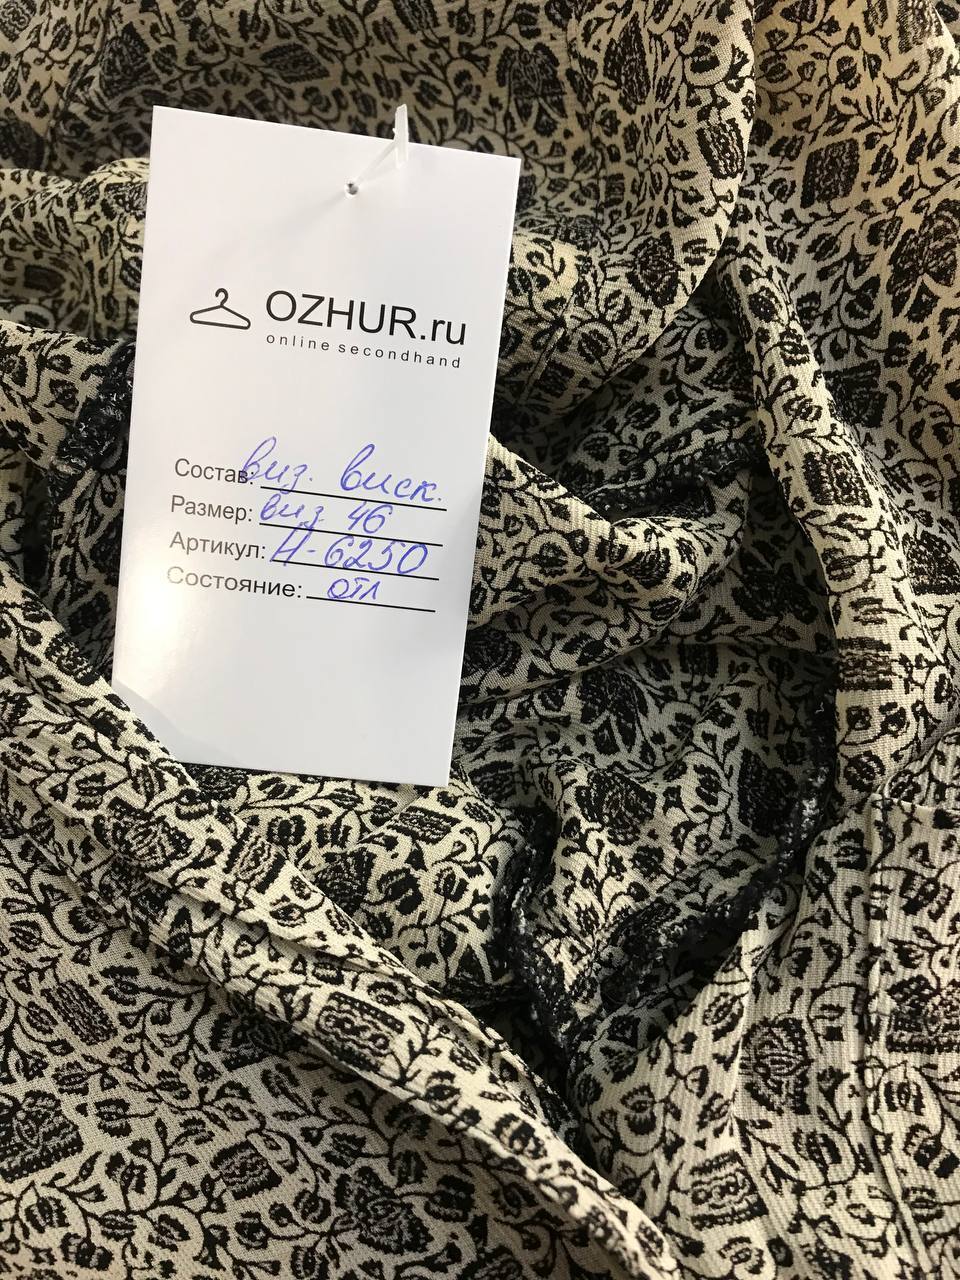 OZHUR.ru
online secondhand
Состав: виз. виск.
Размер: виз 46
Артикул: Н-6250
Состояние: отл